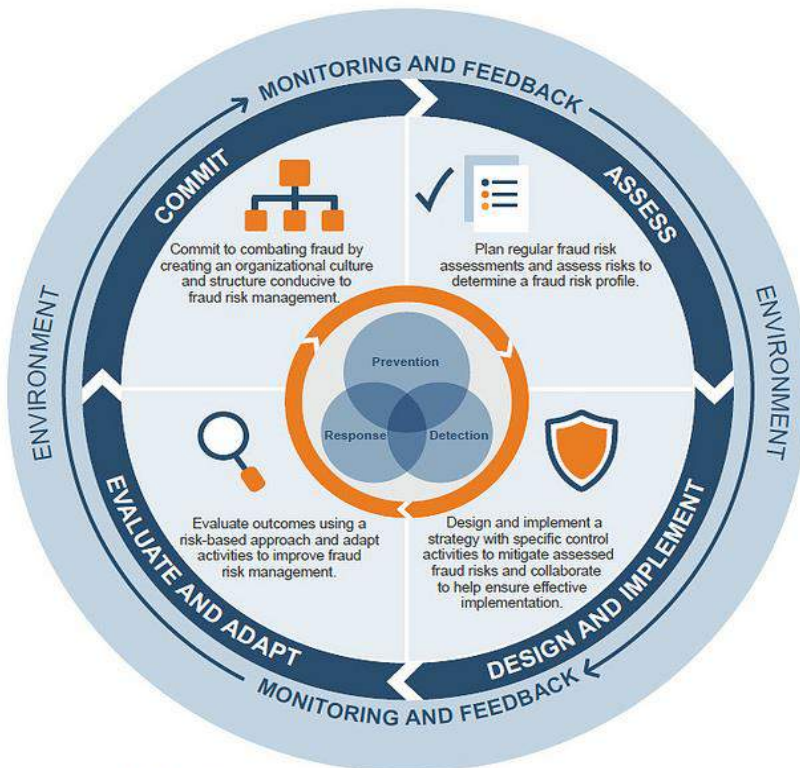 MONITORING AND FEEDBACK
COMMIT
ASSESS
Commit to combating fraud by
creating an organizational culture
and structure conducive to
fraud risk management.
Plan regular fraud risk
assessments and assess risks to
determine a fraud risk profile.
ENVIRONMENT
ENVIRONMENT
Prevention
Response
Detection
Evaluate outcomes using a
risk-based approach and adapt
activities to improve fraud
risk management.
Design and implement a
strategy with specific control
activities to mitigate assessed
fraud risks and collaborate
to help ensure effective
implementation.
EVALUATE AND ADAPT
DESIGN AND IMPLEMENT
MONITORING AND FEEDBACK